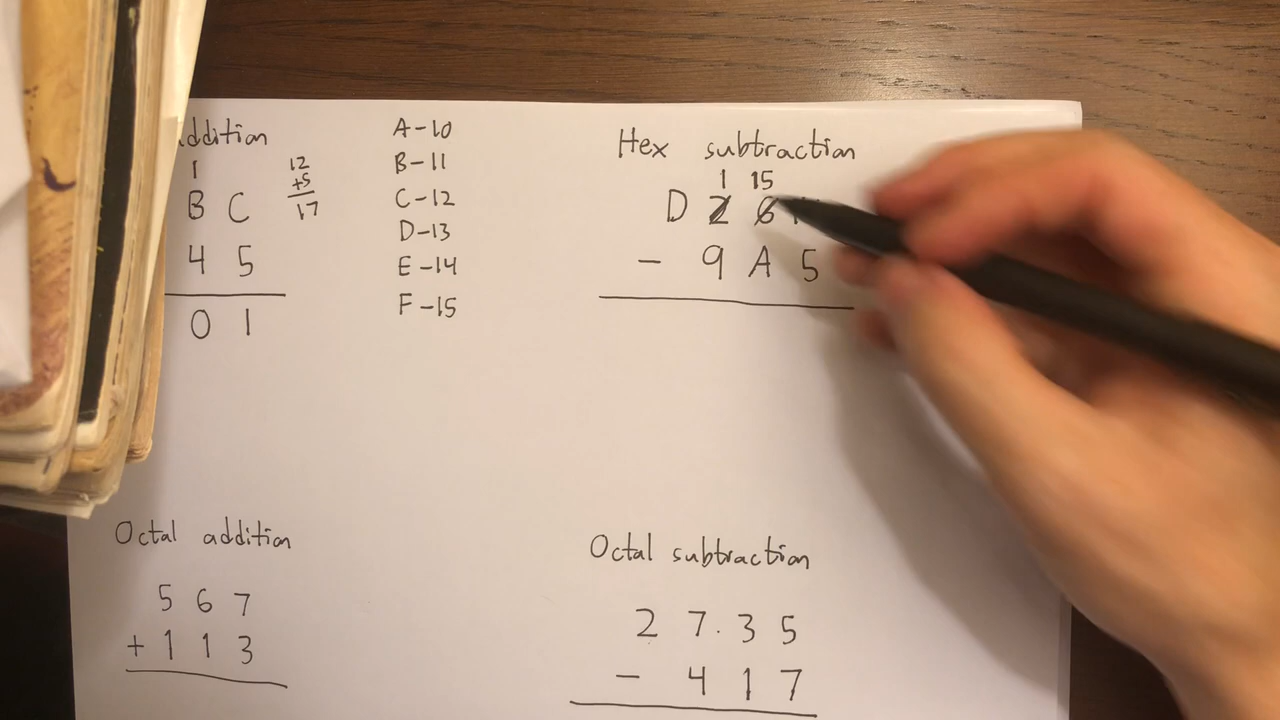 ddition
1
B C
4 5
0 1
12
+5
17
A-10
B-11
C-12
D-13
E-14
F-15
Hex subtraction
1 15
D 2 6
- 9 A 5
Octal addition
5 6 7
+ 1 1 3
Octal subtraction
2 7.3 5
- 4 1 7